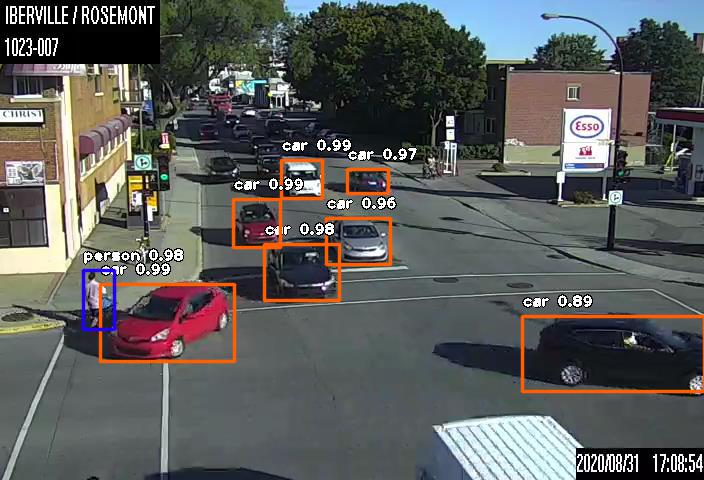 IBERVILLE / ROSEMONT
1023-007
CHRIST
Esso
car 0.99
car 0.97
car 0.99
car 0.96
car 0.98
person 0.98
car 0.99
car 0.89
2020/08/31 17:08:54